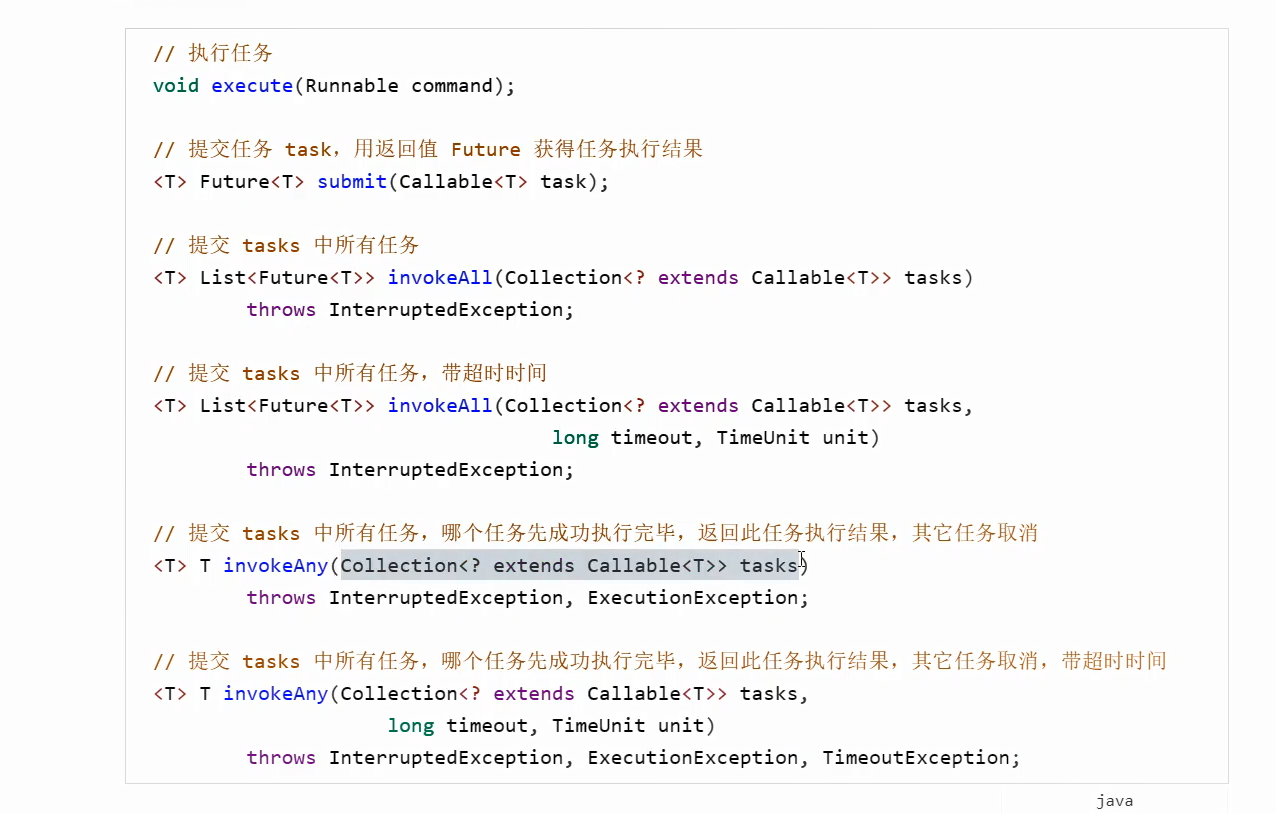 // 执行任务
void execute(Runnable command);
// 提交任务 task，用返回值 Future 获得任务执行结果
<T> Future<T> submit(Callable<T> task);
// 提交 tasks 中所有任务
<T> List<Future<T>> invokeAll(Collection<? extends Callable<T>> tasks)
throws InterruptedException;
// 提交 tasks 中所有任务，带超时时间
<T> List<Future<T>> invokeAll(Collection<? extends Callable<T>> tasks,
long timeout, TimeUnit unit)
throws InterruptedException;
// 提交 tasks 中所有任务，哪个任务先成功执行完毕，返回此任务执行结果，其它任务取消
<T> T invokeAny(Collection<? extends Callable<T>> tasks)
throws InterruptedException, ExecutionException;
// 提交 tasks 中所有任务，哪个任务先成功执行完毕，返回此任务执行结果，其它任务取消，带超时时间
<T> T invokeAny(Collection<? extends Callable<T>> tasks,
long timeout, TimeUnit unit)
throws InterruptedException, ExecutionException, TimeoutException;
java